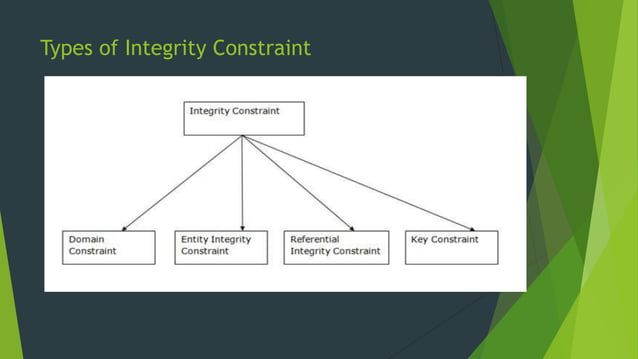 Types of Integrity Constraint
Integrity Constraint
Domain
Constraint
Entity Integrity
Constraint
Referential
Integrity Constraint
Key Constraint